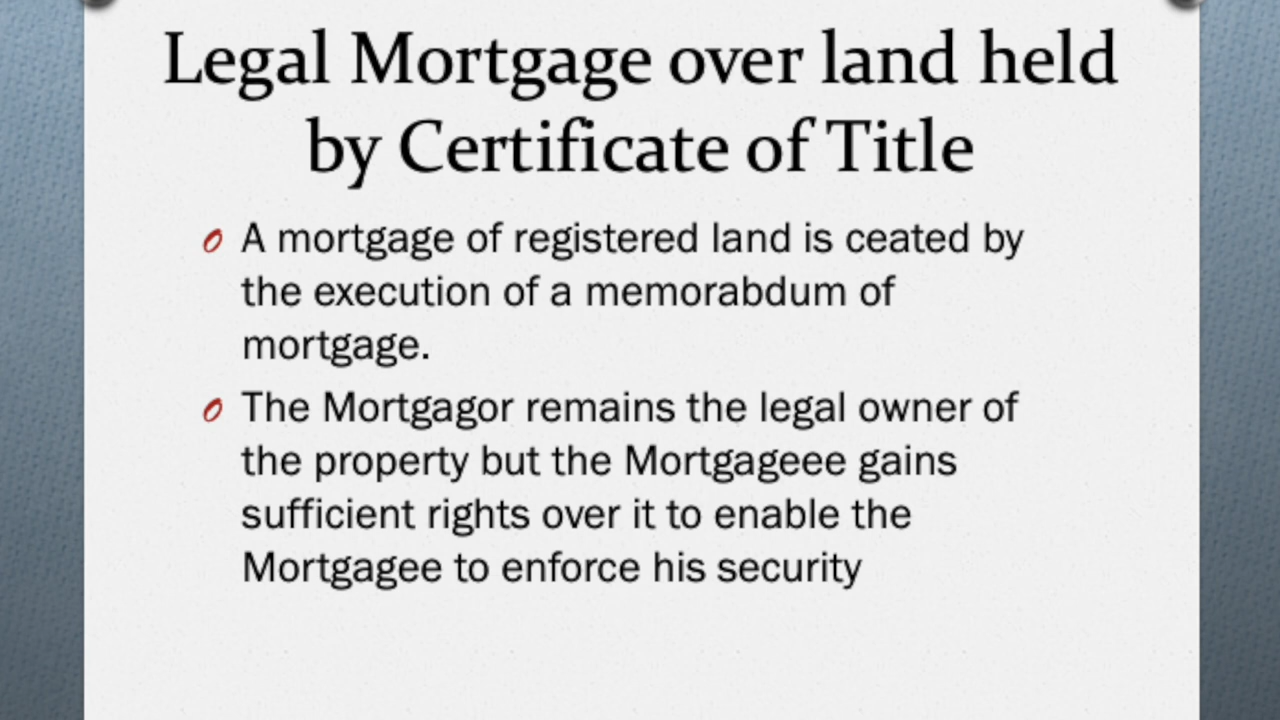 Legal Mortgage over land held
by Certificate of Title
A mortgage of registered land is ceated by
the execution of a memorabdum of
mortgage.
The Mortgagor remains the legal owner of
the property but the Mortgageee gains
sufficient rights over it to enable the
Mortgagee to enforce his security